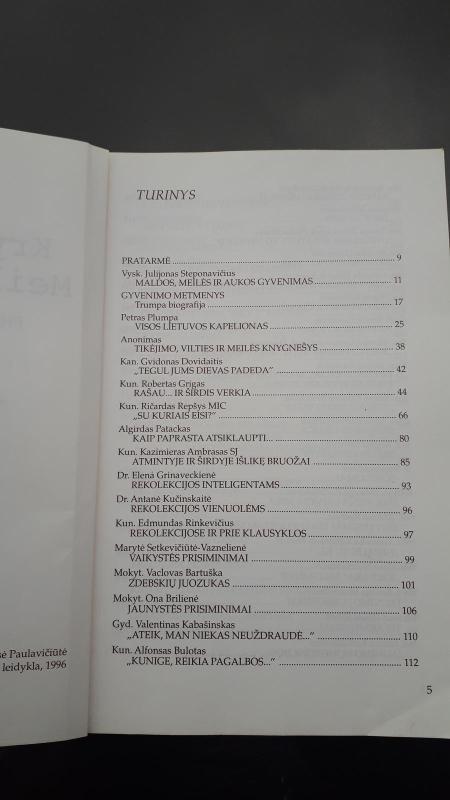 TURINYS
PRATARMĖ ........ 9
Vysk. Julijonas Steponavičius
MALDOS, MEILĖS IR AUKOS GYVENIMAS ........ 11
GYVENIMO METMENYS
Trumpa biografija ........ 17
Petras Plumpa
VISOS LIETUVOS KAPELIONAS ........ 25
Anonimas
TIKĖJIMO, VILTIES IR MEILĖS KNYGNEŠYS ........ 38
Kan. Gvidonas Dovidaitis
„TEGUL JUMS DIEVAS PADEDA" ........ 42
Kun. Robertas Grigas
RAŠAU... IR ŠIRDIS VERKIA ........ 44
Kun. Ričardas Repšys MIC
„SU KURIAIS EISI?" ........ 66
Algirdas Patackas
KAIP PAPRASTA ATSIKLAUPTI... ........ 80
Kun. Kazimieras Ambrasas SJ
ATMINTYJE IR ŠIRDYJE IŠLIKĘ BRUOŽAI ........ 85
Dr. Elena Grinaveckienė
REKOLEKCIJOS INTELIGENTAMS ........ 93
Dr. Antanė Kučinskaitė
REKOLEKCIJOS VIENUOLĖMS ........ 96
Kun. Edmundas Rinkevičius
REKOLEKCIJOSE IR PRIE KLAUSYKLOS ........ 97
Marytė Setkevičiūtė-Vaznelienė
VAIKYSTĖS PRISIMINIMAI ........ 99
Mokyt. Vaclovas Bartuška
ZDEBSKIŲ JUOZUKAS ........ 101
Mokyt. Ona Brilienė
JAUNYSTĖS PRISIMINIMAI ........ 106
Gyd. Valentinas Kabašinskas
„ATEIK, MAN NIEKAS NEUŽDRAUDĖ..." ........ 110
Kun. Alfonsas Bulotas
„KUNIGE, REIKIA PAGALBOS..." ........ 112
5
sė Paulavičiūtė
leidykla, 1996